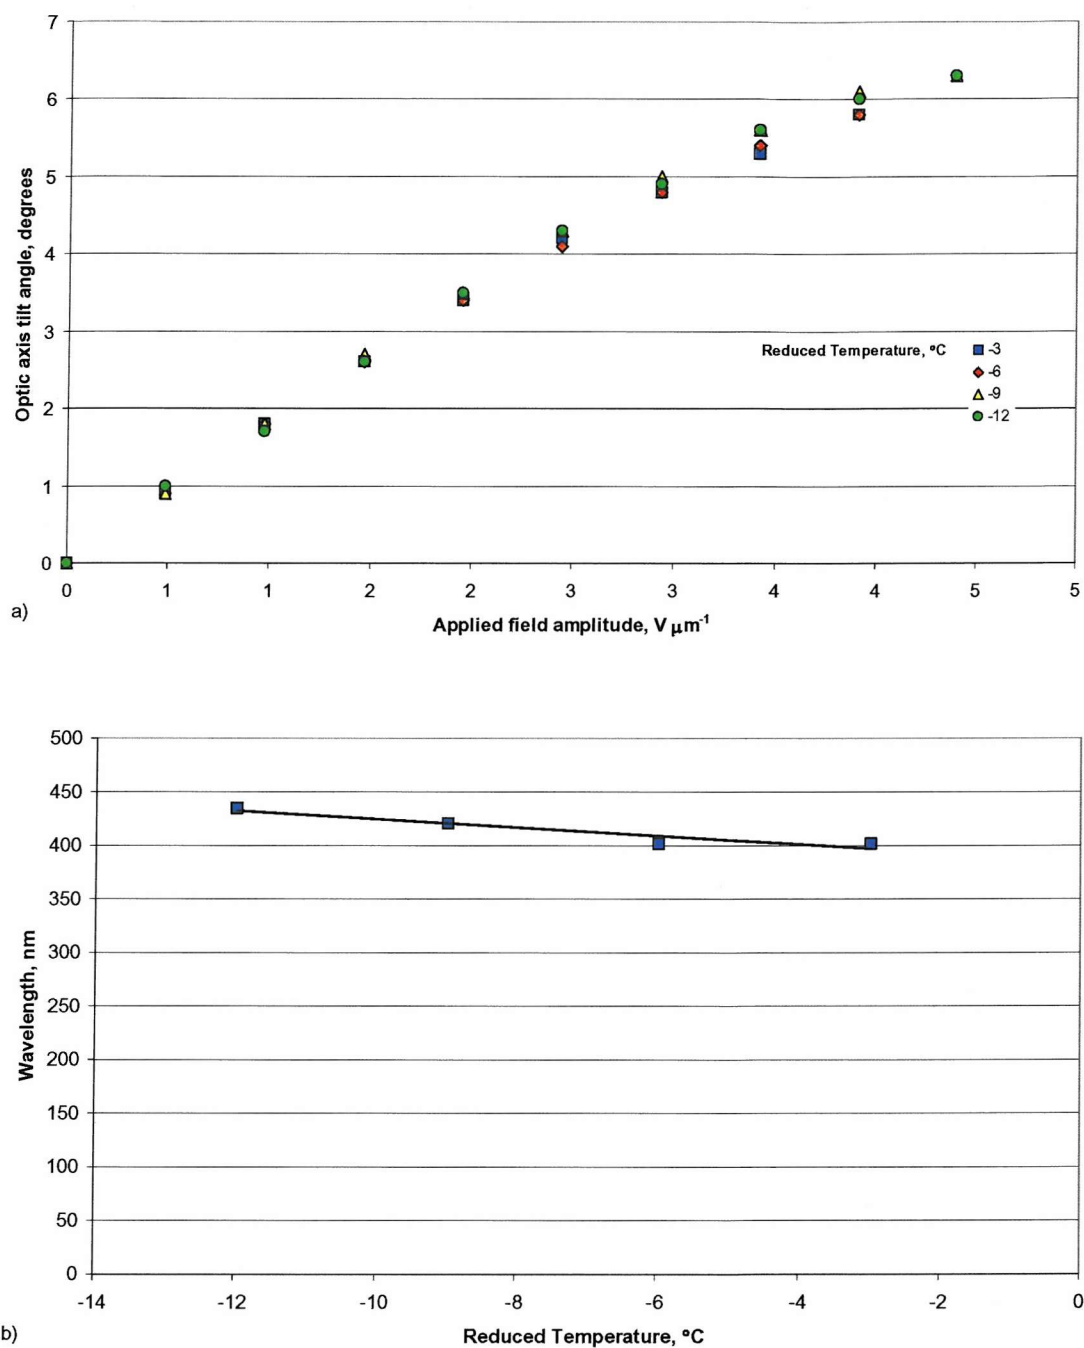 7
6
5
4
3
2
1
0
Optic axis tilt angle, degrees
Reduced Temperature, °C
-3
-6
-9
-12
0 1 1 2 2 3 3 4 4 5 5
Applied field amplitude, V μm-1
a)
500
450
400
350
300
250
200
150
100
50
0
Wavelength, nm
-14 -12 -10 -8 -6 -4 -2 0
Reduced Temperature, °C
b)